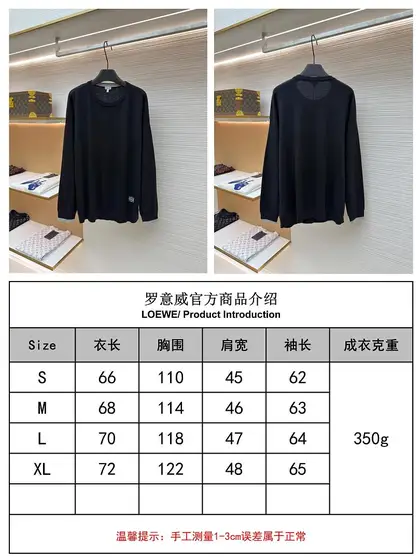 罗意威官方商品介绍
LOEWE/ Product Introduction
Size 衣长 胸围 肩宽 袖长 成衣克重
S 66 110 45 62
M 68 114 46 63
L 70 118 47 64
XL 72 122 48 65
350g
温馨提示：手工测量1-3cm误差属于正常